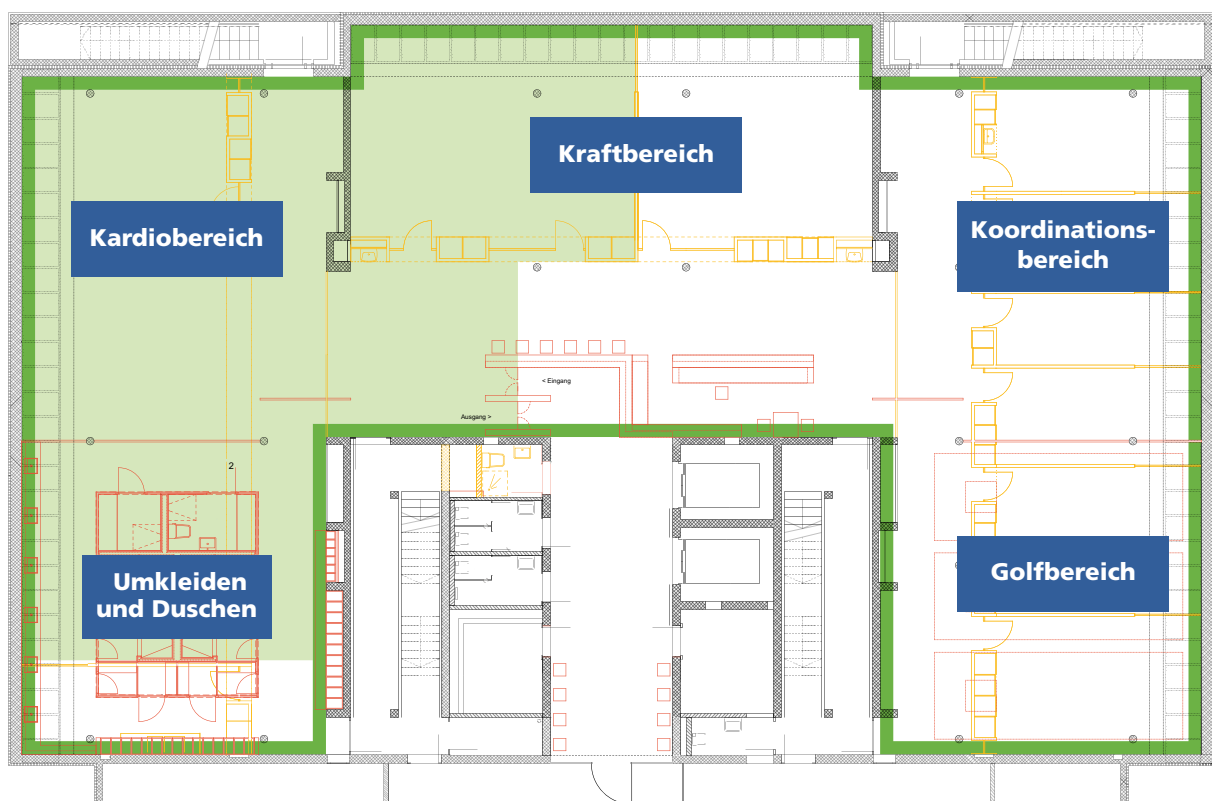 Kraftbereich
Kardiobereich
Koordinations-
bereich
< Eingang
Ausgang >
2
Umkleiden
und Duschen
Golfbereich